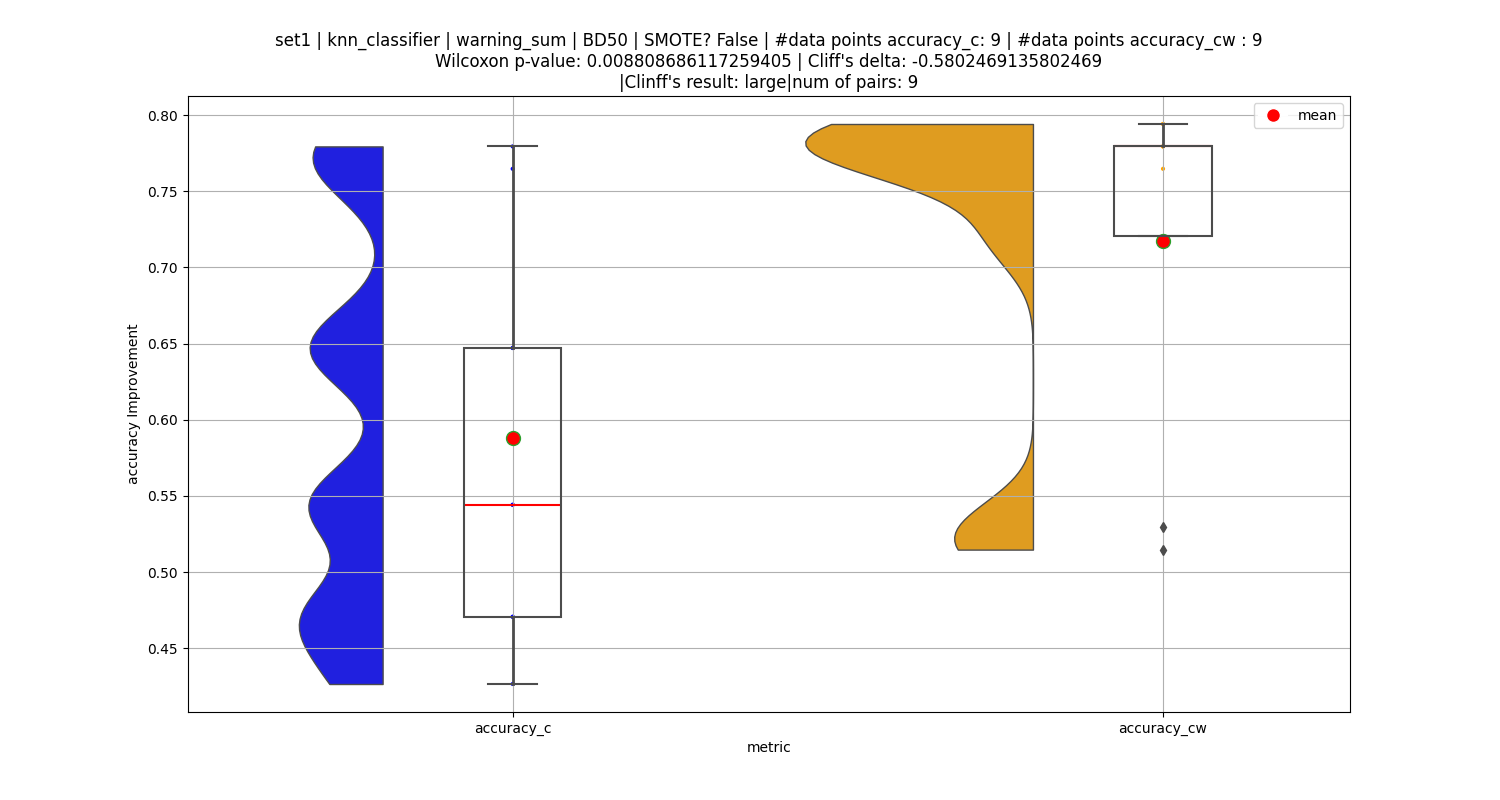 set1 | knn_classifier | warning_sum | BD50 | SMOTE? False | #data points accuracy_c: 9 | #data points accuracy_cw : 9
Wilcoxon p-value: 0.008808686117259405 | Cliff's delta: -0.5802469135802469
|Clinff's result: large|num of pairs: 9
mean
0.80
0.75
0.70
0.65
0.60
0.55
0.50
0.45
accuracy Improvement
accuracy_c
accuracy_cw
metric